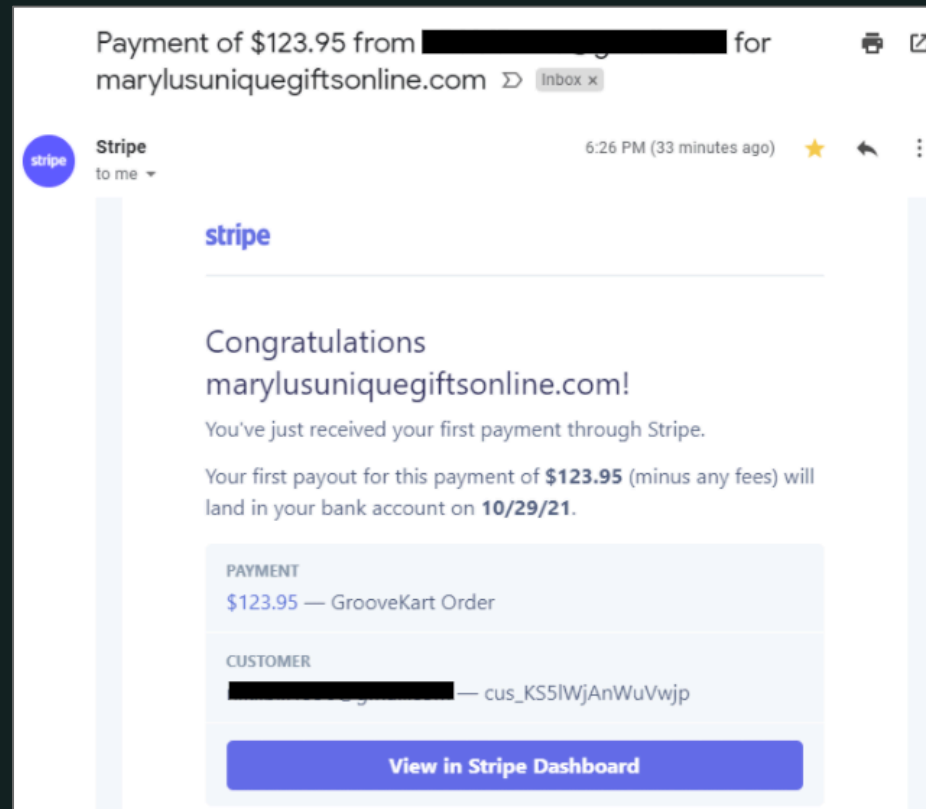 Payment of $123.95 from for
marylusuniquegiftsonline.com Inbox x
stripe
Stripe
6:26 PM (33 minutes ago)
to me
stripe
Congratulations
marylusuniquegiftsonline.com!
You've just received your first payment through Stripe.
Your first payout for this payment of $123.95 (minus any fees) will
land in your bank account on 10/29/21.
PAYMENT
$123.95 — GrooveKart Order
CUSTOMER
— cus_KS5lWjAnWuVwjp
View in Stripe Dashboard